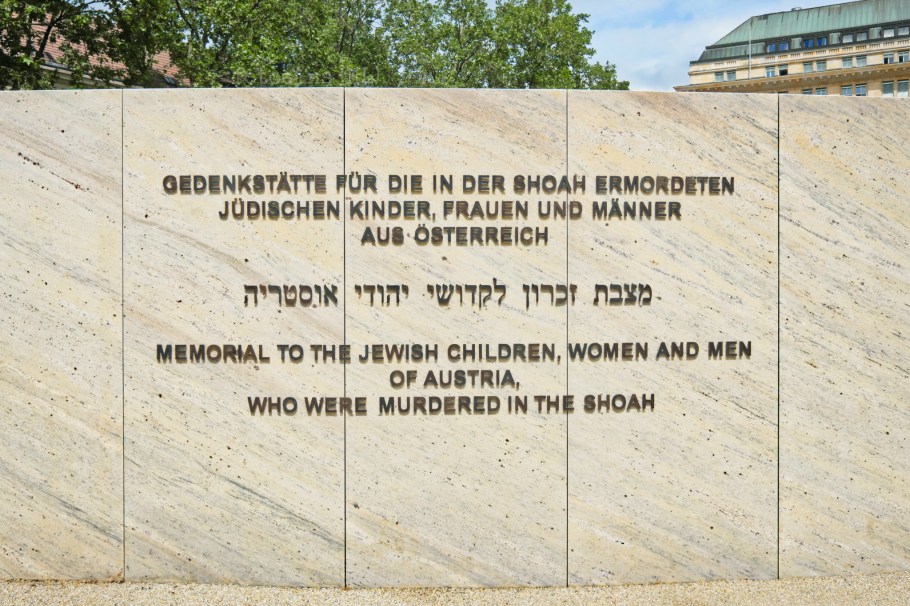 GEDENKSTÄTTE FÜR DIE IN DER SHOAH ERMORDETEN
JÜDISCHEN KINDER, FRAUEN UND MÄNNER
AUS ÖSTERREICH
מצבת זכרון לקדושי יהודי אוסטריה
MEMORIAL TO THE JEWISH CHILDREN, WOMEN AND MEN
OF AUSTRIA,
WHO WERE MURDERED IN THE SHOAH